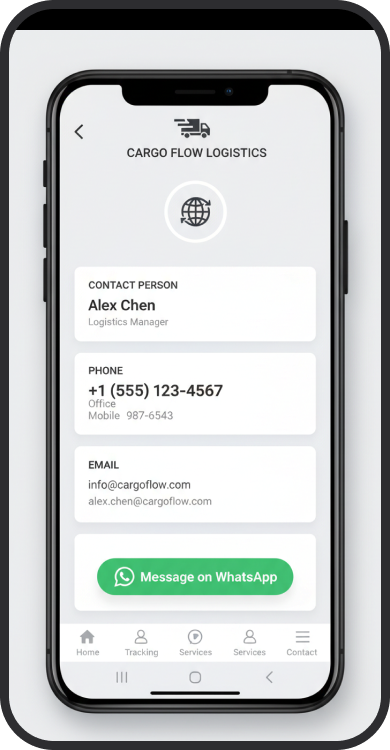 CARGO FLOW LOGISTICS
CONTACT PERSON
Alex Chen
Logistics Manager
PHONE
+1 (555) 123-4567
Office
Mobile 987-6543
EMAIL
info@cargoflow.com
alex.chen@cargoflow.com
Message on WhatsApp
Home Tracking Services Services Contact